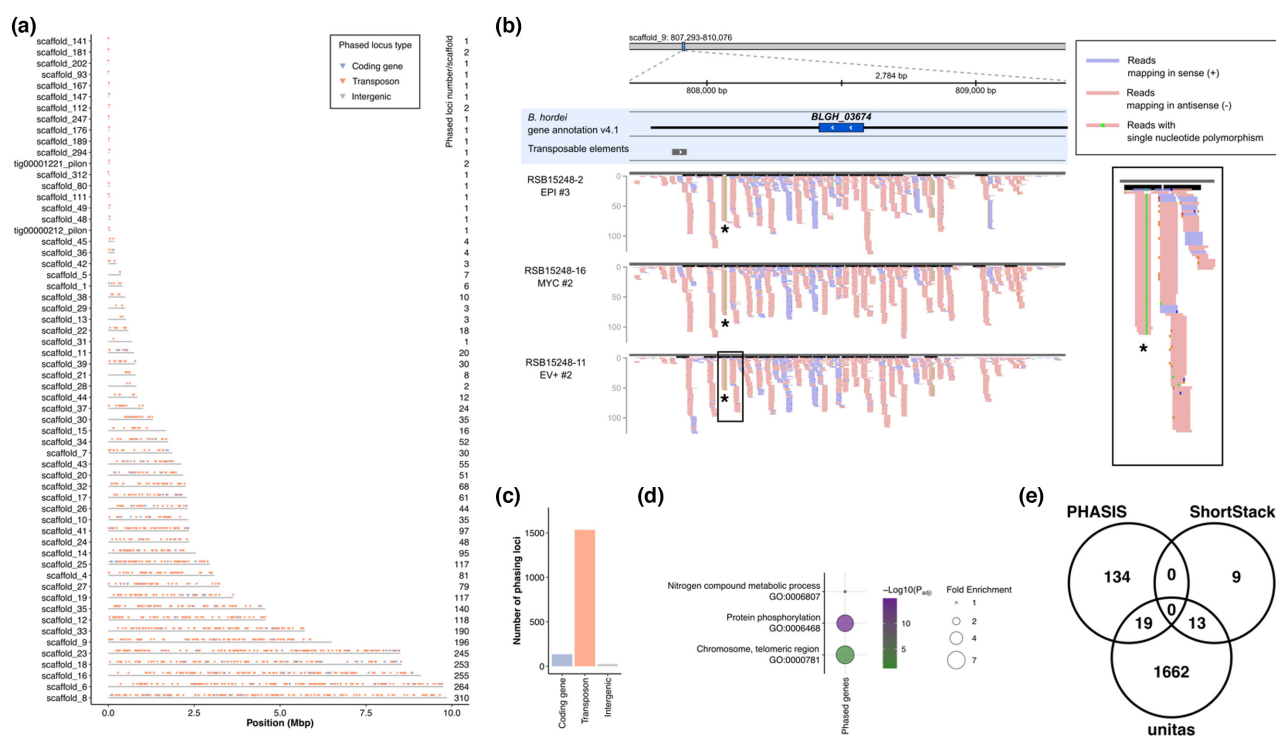 (a)
Phased locus type
Coding gene
Transposon
Intergenic
Phased loci number/scaffold
scaffold_141 1
scaffold_181 2
scaffold_202 1
scaffold_93 1
scaffold_167 1
scaffold_147 1
scaffold_112 2
scaffold_247 1
scaffold_176 1
scaffold_189 1
scaffold_294 1
tig00001221_pilon 2
scaffold_312 1
scaffold_80 1
scaffold_111 1
scaffold_49 1
scaffold_48 1
tig00000212_pilon 1
scaffold_45 4
scaffold_36 4
scaffold_42 3
scaffold_5 7
scaffold_1 6
scaffold_38 10
scaffold_29 3
scaffold_13 3
scaffold_22 18
scaffold_31 1
scaffold_11 20
scaffold_39 30
scaffold_21 8
scaffold_28 2
scaffold_44 12
scaffold_37 24
scaffold_30 35
scaffold_15 16
scaffold_34 52
scaffold_7 30
scaffold_43 55
scaffold_20 51
scaffold_32 68
scaffold_17 61
scaffold_26 44
scaffold_10 35
scaffold_41 97
scaffold_24 48
scaffold_14 95
scaffold_25 117
scaffold_4 81
scaffold_27 79
scaffold_19 117
scaffold_35 140
scaffold_12 118
scaffold_33 190
scaffold_9 196
scaffold_23 245
scaffold_18 253
scaffold_16 255
scaffold_6 264
scaffold_8 310
0.0 2.5 5.0 7.5 10.0
Position (Mbp)
(b)
scaffold_9: 807,293-810,076
2,784 bp
808,000 bp 809,000 bp
B. hordei
gene annotation v4.1
BLGH_03674
Transposable elements
RSB15248-2
EPI #3
0
50
100
*
RSB15248-16
MYC #2
0
50
100
*
RSB15248-11
EV+ #2
0
50
100
*
Reads
mapping in sense (+)
Reads
mapping in antisense (-)
Reads with
single nucleotide polymorphism
*
(c)
Number of phasing loci
1500
1000
500
0
Coding gene
Transposon
Intergenic
(d)
Nitrogen compound metabolic process
GO:0006807
Protein phosphorylation
GO:0006468
Chromosome, telomeric region
GO:0000781
Phased genes
−Log10(Padj)
10
5
Fold Enrichment
1
2
4
7
(e)
PHASIS ShortStack
134 0 9
0
19 13
1662
unitas